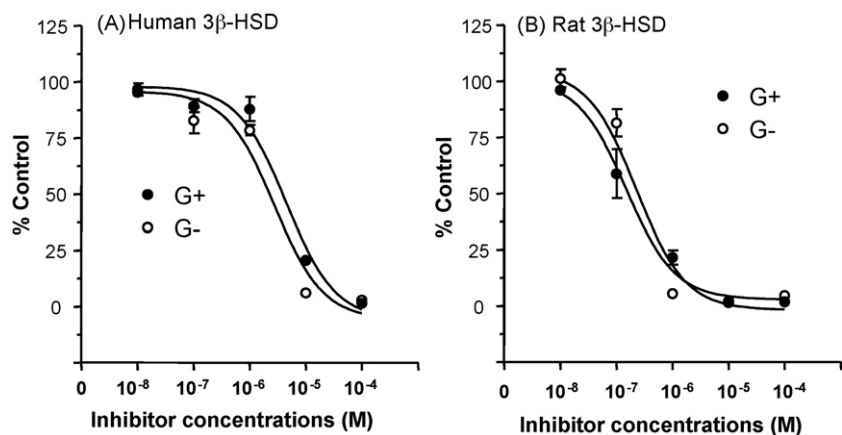 (A) Human 3β-HSD
% Control
125
100
75
50
25
0
G+
G-
0 10⁻⁸ 10⁻⁷ 10⁻⁶ 10⁻⁵ 10⁻⁴
Inhibitor concentrations (M)
(B) Rat 3β-HSD
% Control
125
100
75
50
25
0
G+
G-
0 10⁻⁸ 10⁻⁷ 10⁻⁶ 10⁻⁵ 10⁻⁴
Inhibitor concentrations (M)